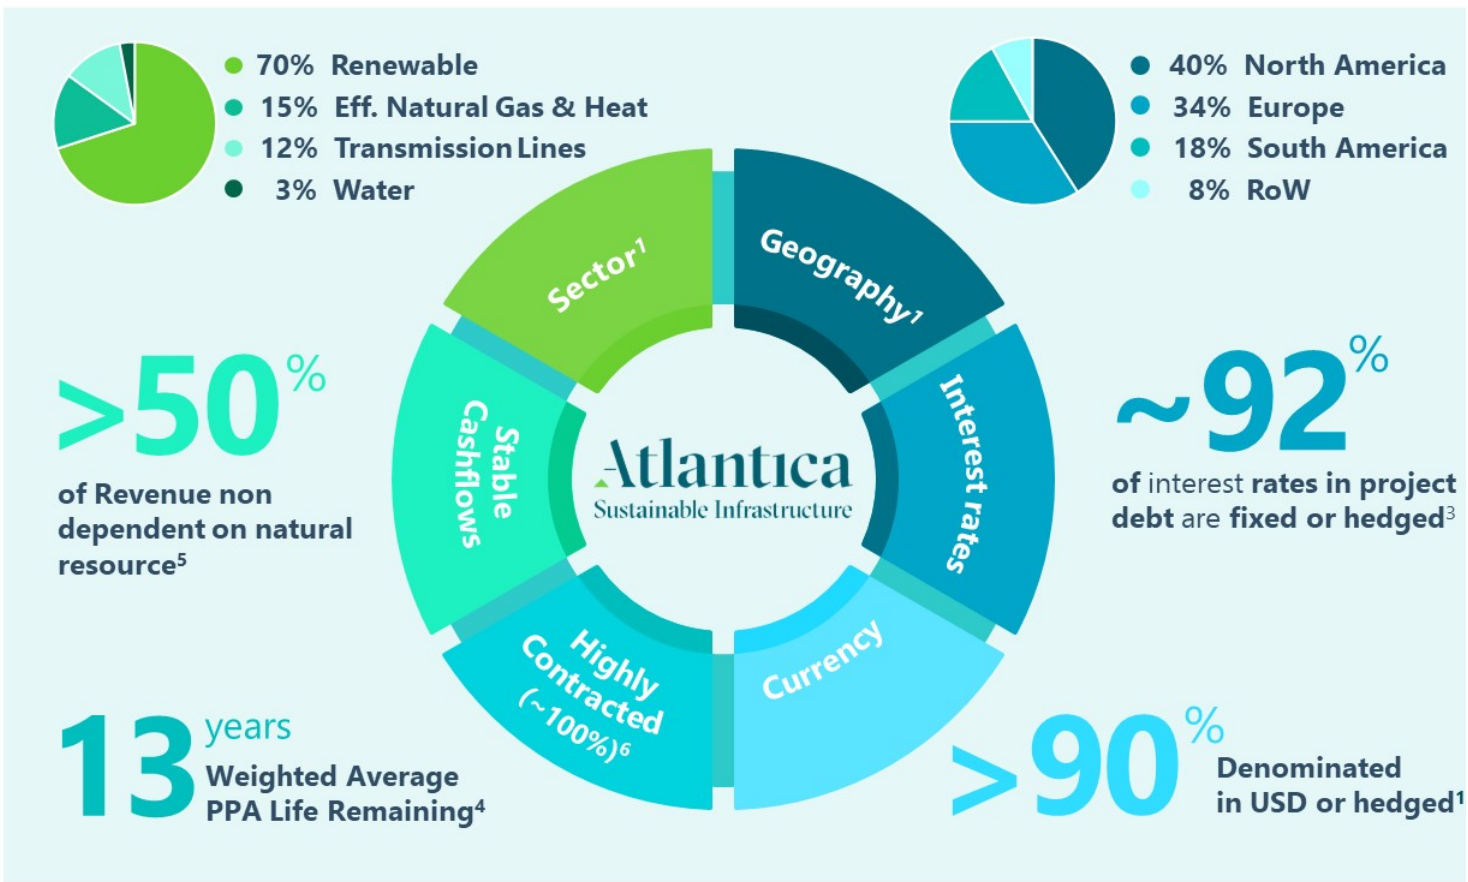 70% Renewable
15% Eff. Natural Gas & Heat
12% Transmission Lines
3% Water
40% North America
34% Europe
18% South America
8% RoW
Sector¹
Geography¹
Interest rates
Currency
Highly
Contracted
(~100%)⁶
Stable
Cashflows
Atlantica
Sustainable Infrastructure
>50%
of Revenue non
dependent on natural
resource⁵
~92%
of interest rates in project
debt are fixed or hedged³
13 years
Weighted Average
PPA Life Remaining⁴
>90%
Denominated
in USD or hedged¹